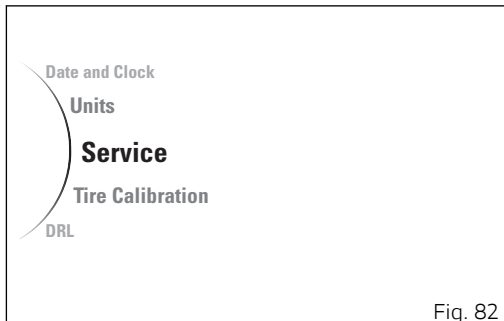 Date and Clock
Units
Service
Tire Calibration
DRL
Fig. 82